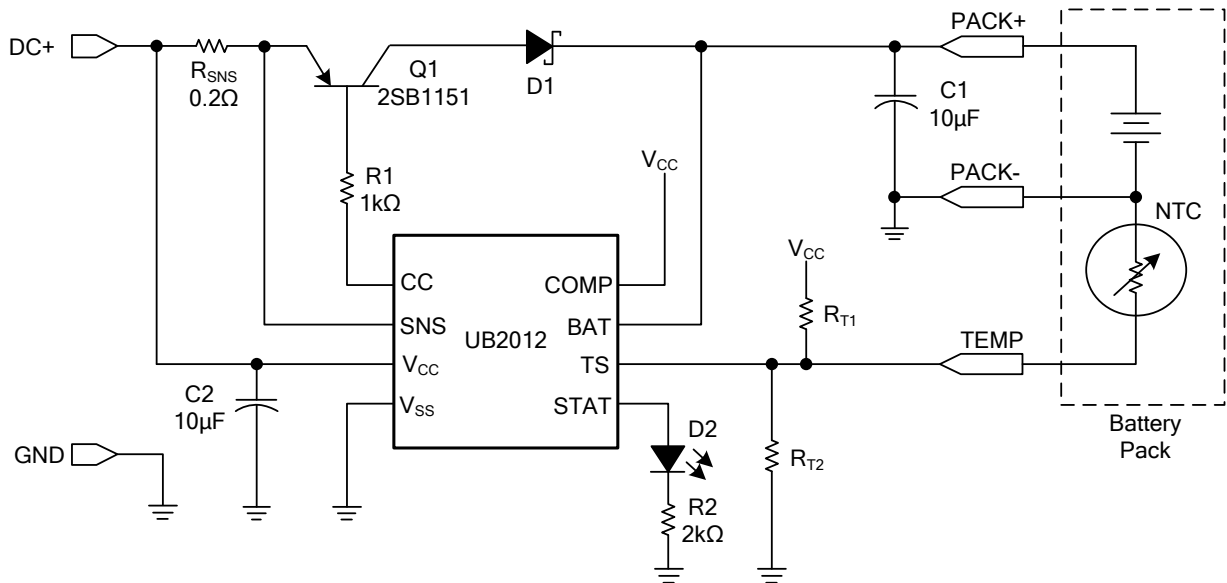 DC+
R_SNS
0.2Ω
Q1
2SB1151
D1
PACK+
C1
10µF
V_CC
R1
1kΩ
PACK-
NTC
V_CC
R_T1
CC
COMP
SNS
BAT
UB2012
V_CC
TS
TEMP
V_SS
STAT
C2
10µF
GND
D2
R_T2
R2
2kΩ
Battery
Pack